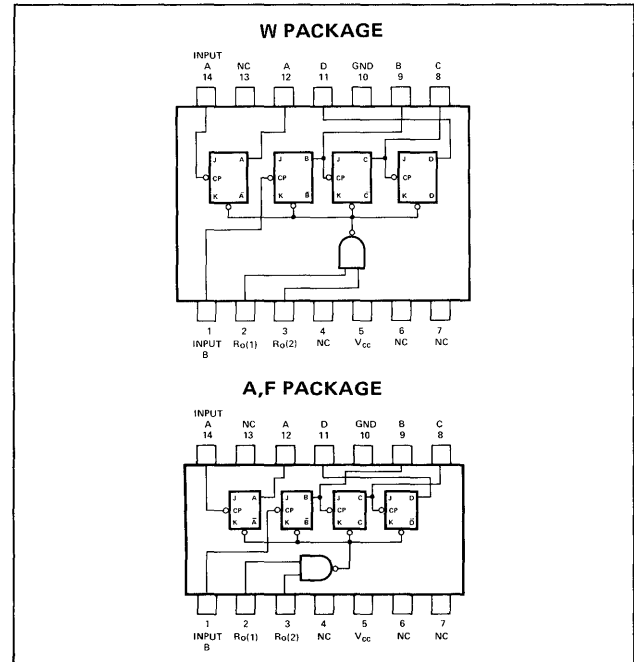 W PACKAGE
INPUT
A NC A D GND B C
14 13 12 11 10 9 8
J A J B J C J D
CP CP CP CP
K A̅ K B̅ K C̅ K D
1 2 3 4 5 6 7
INPUT R₀(1) R₀(2) NC Vcc NC NC
B
A,F PACKAGE
INPUT
A NC A D GND B C
14 13 12 11 10 9 8
J A J B J C J D
CP CP CP CP
K A̅ K B̅ K C K D̅
1 2 3 4 5 6 7
INPUT R₀(1) R₀(2) NC Vcc NC NC
B